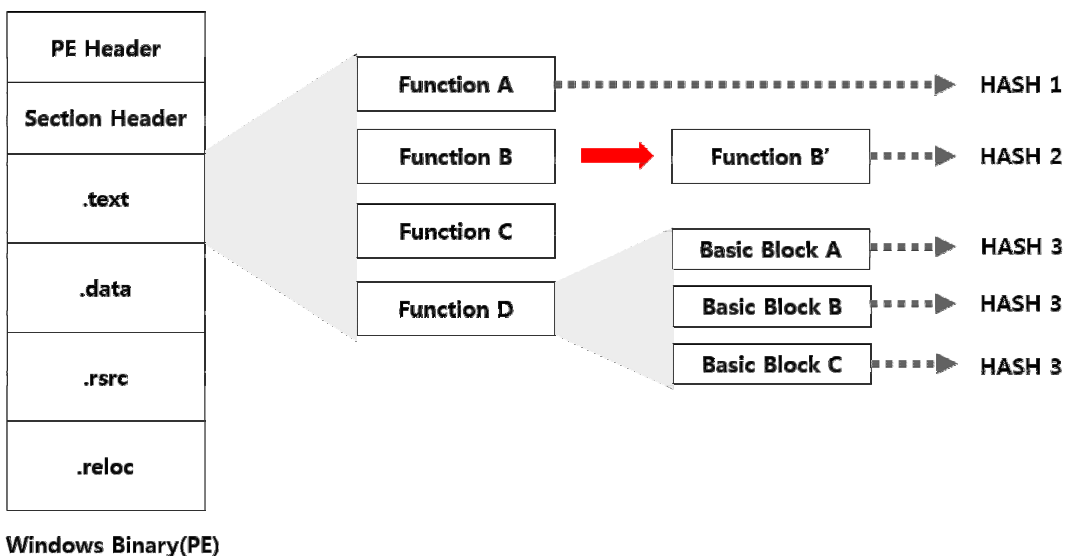 PE Header
Section Header
.text
.data
.rsrc
.reloc
Windows Binary(PE)
Function A
Function B
Function C
Function D
Function B’
Basic Block A
Basic Block B
Basic Block C
HASH 1
HASH 2
HASH 3
HASH 3
HASH 3